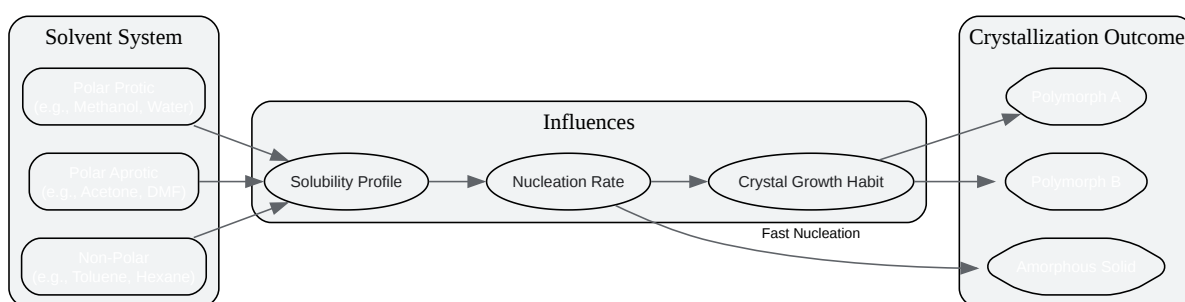 Solvent System
Polar Protic
(e.g., Methanol, Water)
Polar Aprotic
(e.g., Acetone, DMF)
Non-Polar
(e.g., Toluene, Hexane)
Influences
Solubility Profile
Nucleation Rate
Crystal Growth Habit
Fast Nucleation
Crystallization Outcome
Polymorph A
Polymorph B
Amorphous Solid